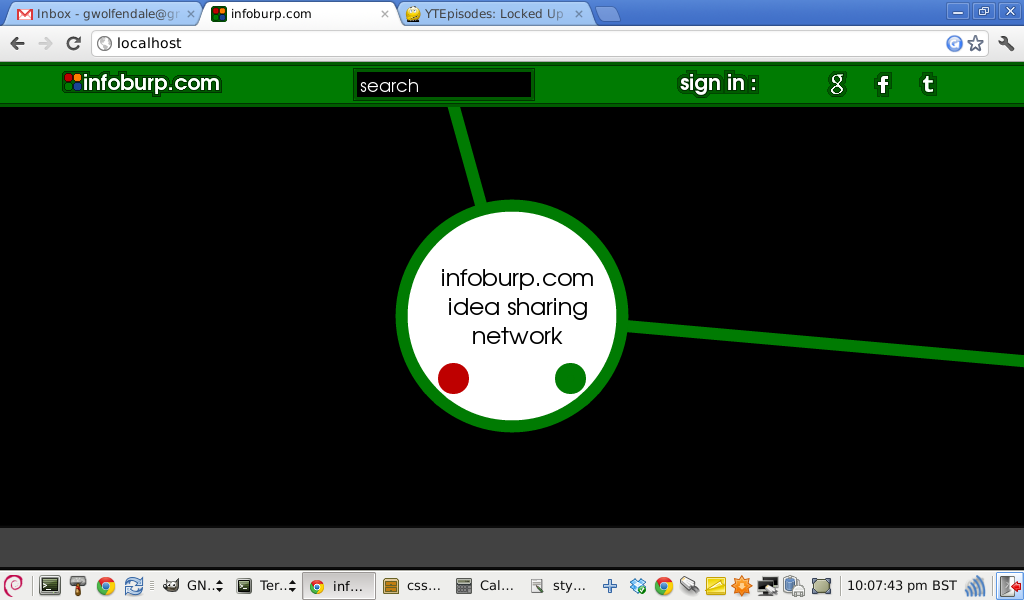 Inbox - gwolfendale@gr
infoburp.com
YTEpisodes: Locked Up
localhost
infoburp.com
search
sign in :
g
f
t
infoburp.com
idea sharing
network
GN...
Ter...
inf...
css...
Cal...
sty...
10:07:43 pm BST